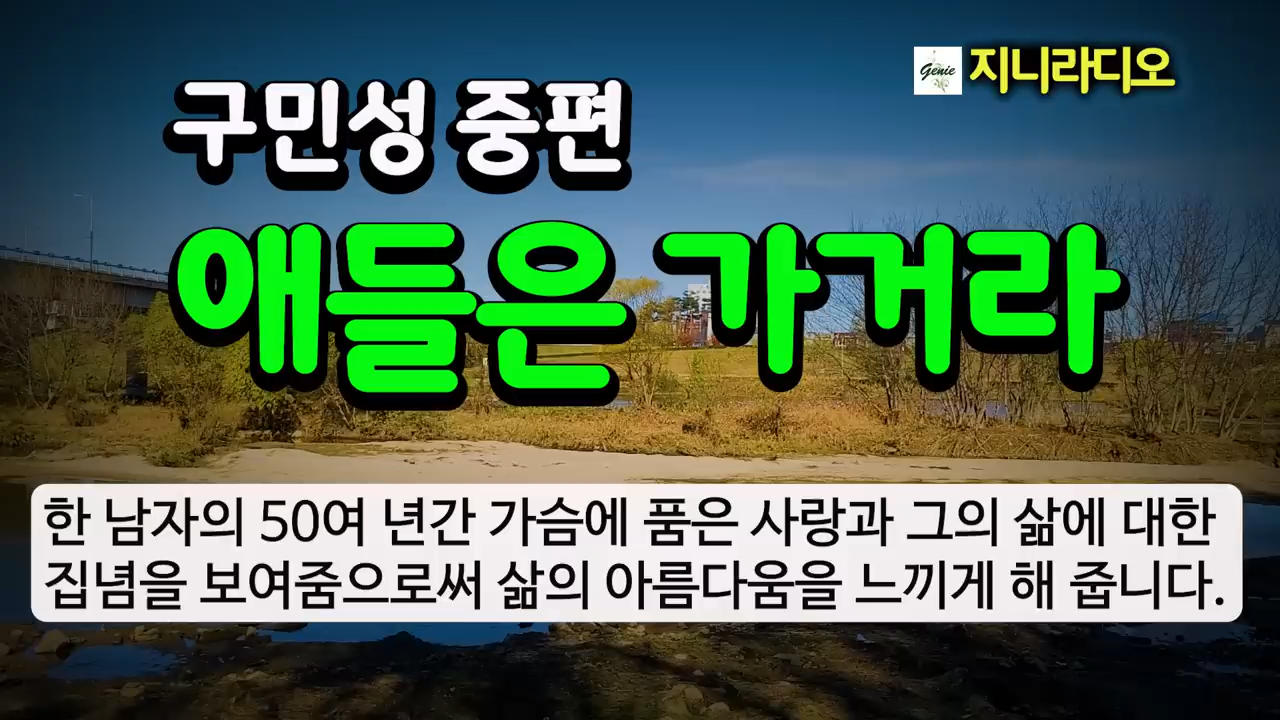 Genie 지니라디오
구민성 중편
애들은 가거라
한 남자의 50여 년간 가슴에 품은 사랑과 그의 삶에 대한
집념을 보여줌으로써 삶의 아름다움을 느끼게 해 줍니다.